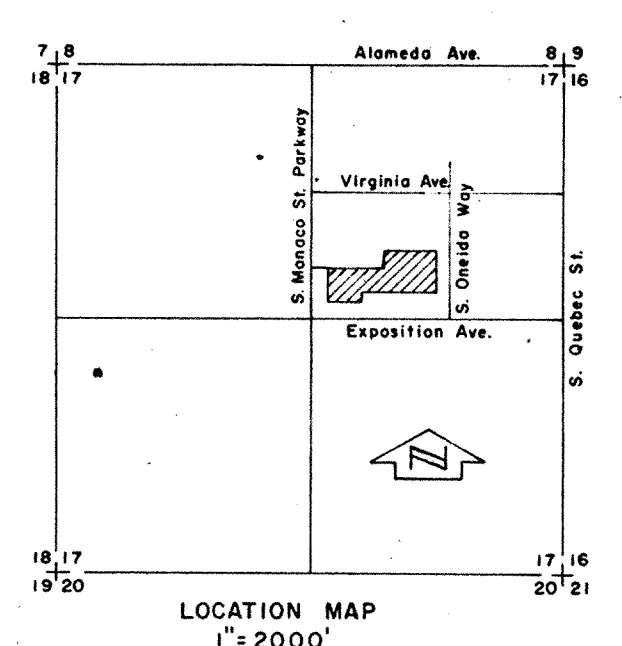 Alameda Ave.
7 8
18 17
8 9
17 16
S. Monaco St. Parkway
Virginia Ave.
S. Oneida Way
S. Quebec St.
Exposition Ave.
N
18 17
19 20
17 16
20 21
LOCATION MAP
1"=2000'